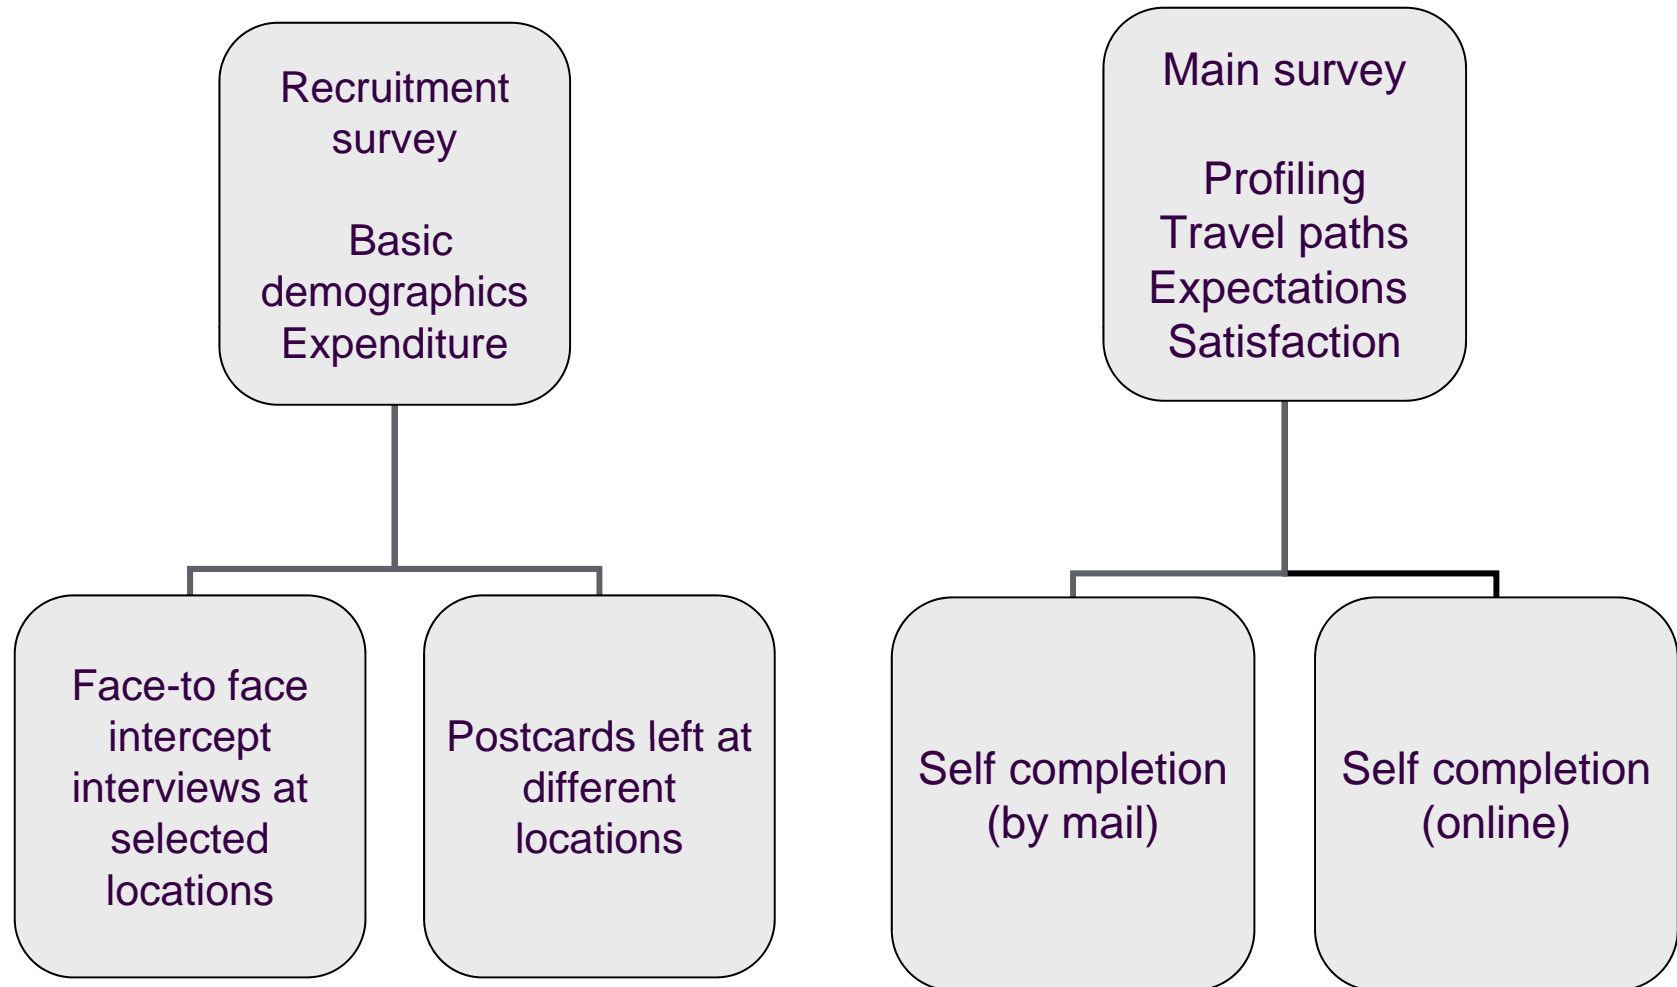 Recruitment
survey
Basic
demographics
Expenditure
Main survey
Profiling
Travel paths
Expectations
Satisfaction
Face-to face
intercept
interviews at
selected
locations
Postcards left at
different
locations
Self completion
(by mail)
Self completion
(online)